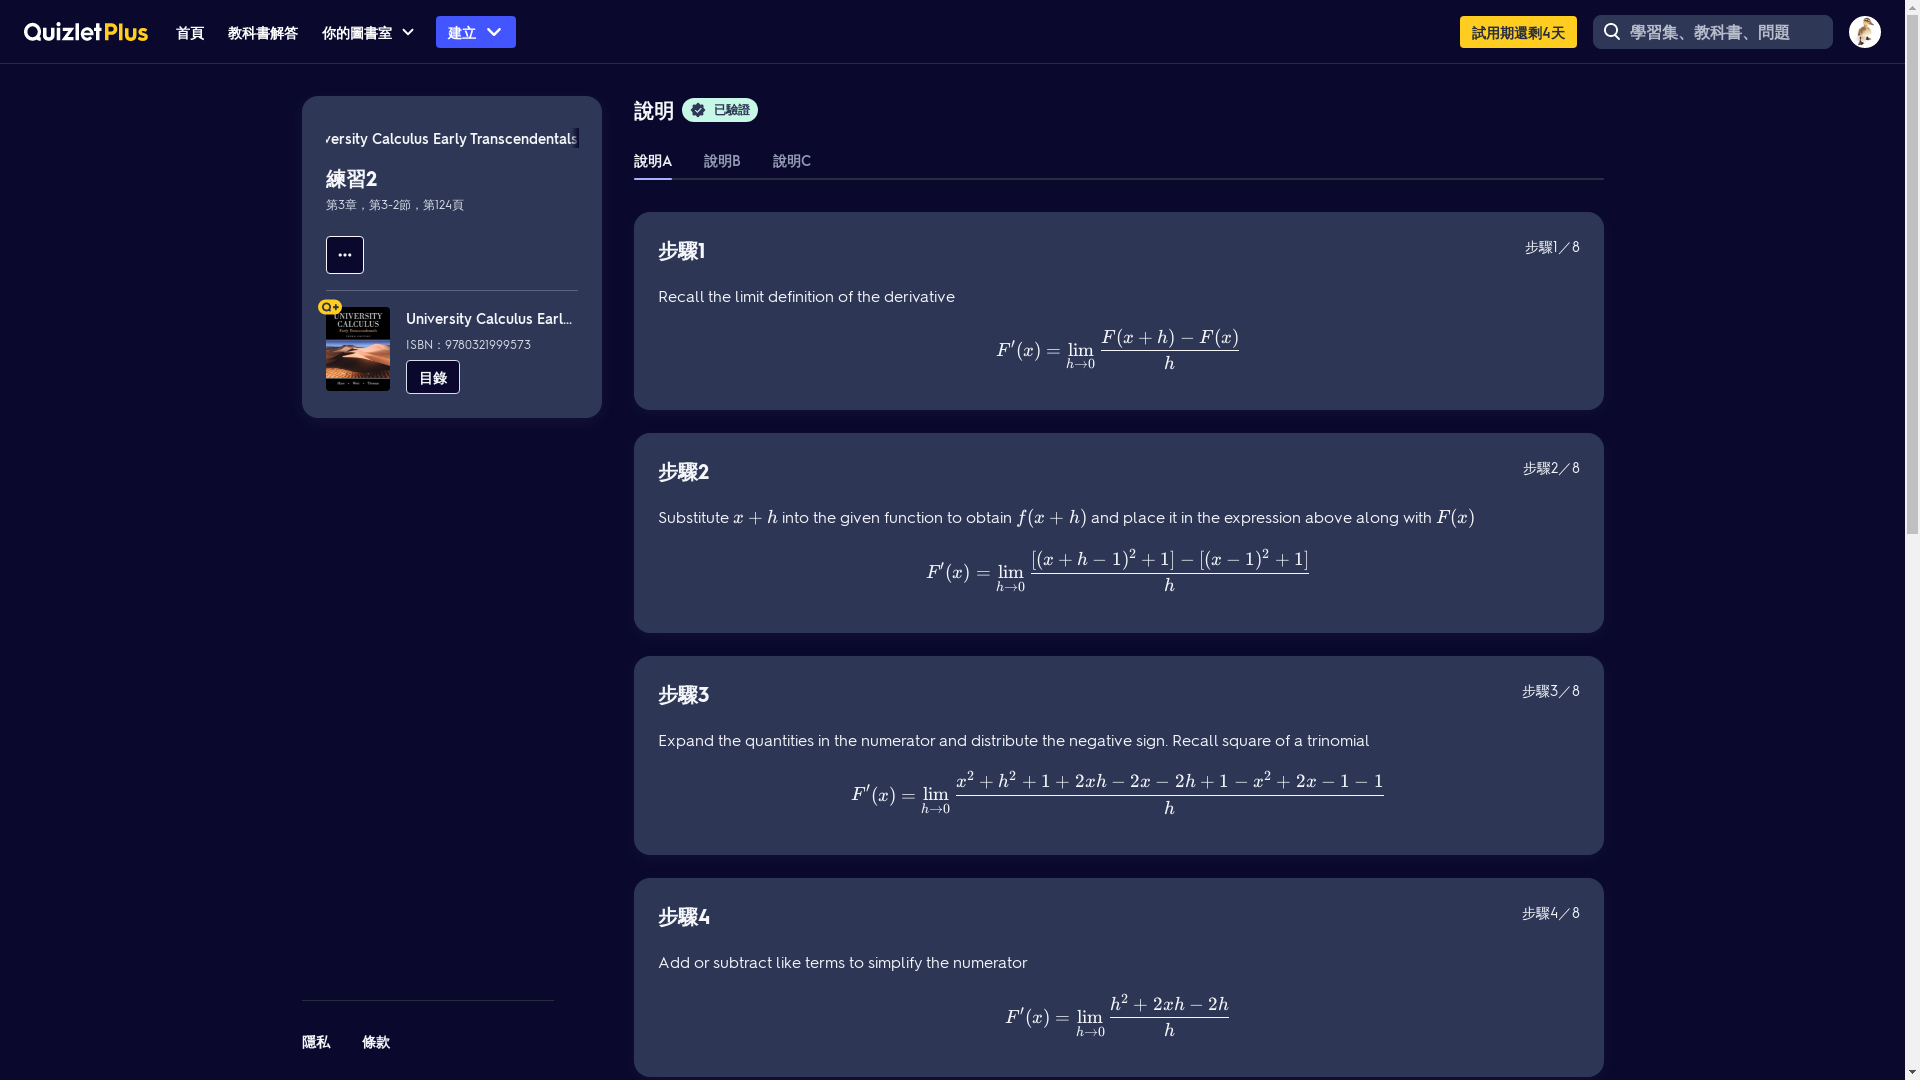 QuizletPlus
首頁
教科書解答
你的圖書室
建立
試用期還剩4天
學習集、教科書、問題
versity Calculus Early Transcendentals
練習2
第3章，第3-2節，第124頁
Q+
UNIVERSITY
CALCULUS
University Calculus Earl...
ISBN：9780321999573
目錄
隱私
條款
說明
已驗證
說明A
說明B
說明C
步驟1
步驟1／8
Recall the limit definition of the derivative
F′(x) = lim_{h→0} \frac{F(x + h) − F(x)}{h}
步驟2
步驟2／8
Substitute x + h into the given function to obtain f(x + h) and place it in the expression above along with F(x)
F′(x) = lim_{h→0} \frac{[(x + h − 1)^2 + 1] − [(x − 1)^2 + 1]}{h}
步驟3
步驟3／8
Expand the quantities in the numerator and distribute the negative sign. Recall square of a trinomial
F′(x) = lim_{h→0} \frac{x^2 + h^2 + 1 + 2xh − 2x − 2h + 1 − x^2 + 2x − 1 − 1}{h}
步驟4
步驟4／8
Add or subtract like terms to simplify the numerator
F′(x) = lim_{h→0} \frac{h^2 + 2xh − 2h}{h}